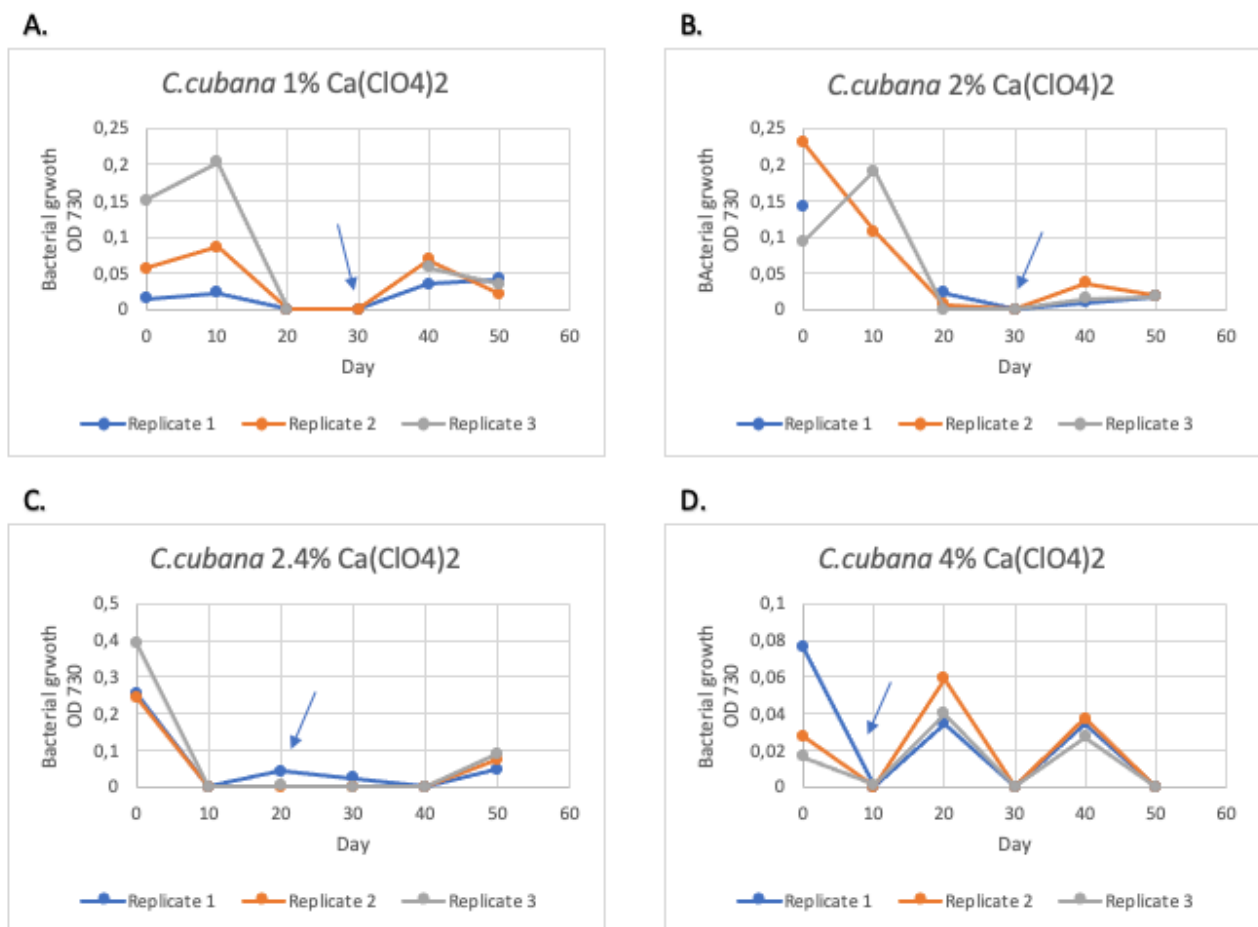 A.
C.cubana 1% Ca(ClO4)2
Bacterial grwoth
OD 730
0,25
0,2
0,15
0,1
0,05
0
0 10 20 30 40 50 60
Day
Replicate 1 Replicate 2 Replicate 3
B.
C.cubana 2% Ca(ClO4)2
BActerial grwoth
OD 730
0,25
0,2
0,15
0,1
0,05
0
0 10 20 30 40 50 60
Day
Replicate 1 Replicate 2 Replicate 3
C.
C.cubana 2.4% Ca(ClO4)2
Bacterial grwoth
OD 730
0,5
0,4
0,3
0,2
0,1
0
0 10 20 30 40 50 60
Day
Replicate 1 Replicate 2 Replicate 3
D.
C.cubana 4% Ca(ClO4)2
Bacterial growth
OD 730
0,1
0,08
0,06
0,04
0,02
0
0 10 20 30 40 50 60
Day
Replicate 1 Replicate 2 Replicate 3